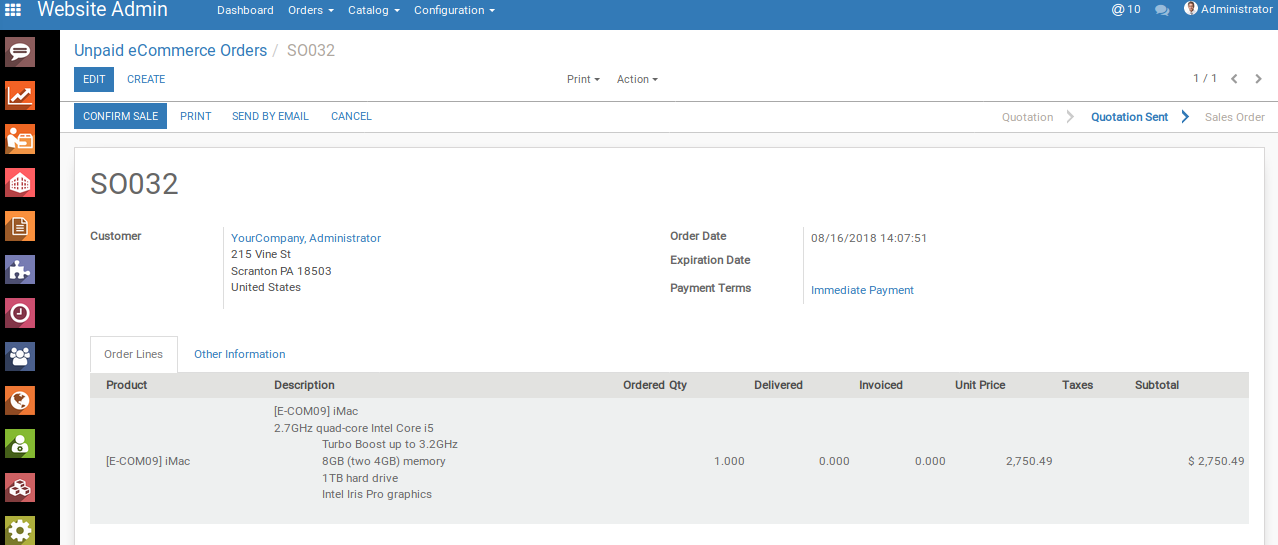 Website Admin Dashboard Orders Catalog Configuration @ 10 Administrator
Unpaid eCommerce Orders / SO032
EDIT CREATE Print Action 1 / 1
CONFIRM SALE PRINT SEND BY EMAIL CANCEL Quotation Quotation Sent Sales Order
SO032
Customer YourCompany, Administrator Order Date 08/16/2018 14:07:51
215 Vine St
Expiration Date
Scranton PA 18503
United States Payment Terms Immediate Payment
Order Lines Other Information
Product Description Ordered Qty Delivered Invoiced Unit Price Taxes Subtotal
[E-COM09] iMac
2.7GHz quad-core Intel Core i5
Turbo Boost up to 3.2GHz
[E-COM09] iMac 8GB (two 4GB) memory 1.000 0.000 0.000 2,750.49 $ 2,750.49
1TB hard drive
Intel Iris Pro graphics